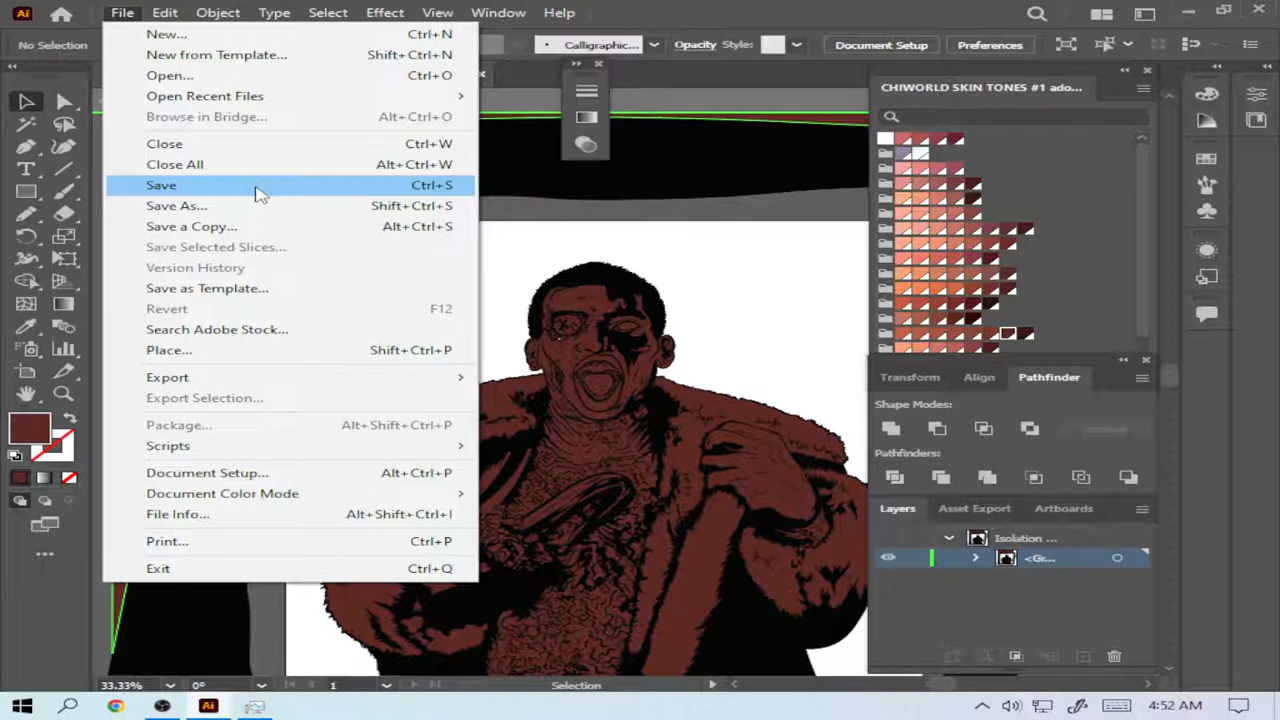 Ai File Edit Object Type Select Effect View Window Help
No Selection Calligraphic... Opacity Style: Document Setup Preferences
New... Ctrl+N
New from Template... Shift+Ctrl+N
Open... Ctrl+O
Open Recent Files
Browse in Bridge... Alt+Ctrl+O
Close Ctrl+W
Close All Alt+Ctrl+W
Save Ctrl+S
Save As... Shift+Ctrl+S
Save a Copy... Alt+Ctrl+S
Save Selected Slices...
Version History
Save as Template...
Revert F12
Search Adobe Stock...
Place... Shift+Ctrl+P
Export
Export Selection...
Package... Alt+Shift+Ctrl+P
Scripts
Document Setup... Alt+Ctrl+P
Document Color Mode
File Info... Alt+Shift+Ctrl+I
Print... Ctrl+P
Exit Ctrl+Q
CHIWORLD SKIN TONES #1 ado...
Transform Align Pathfinder
Shape Modes:
Pathfinders:
Layers Asset Export Artboards
Isolation ...
<Gr...
33.33% 0° 1 Selection
Ai 4:52 AM